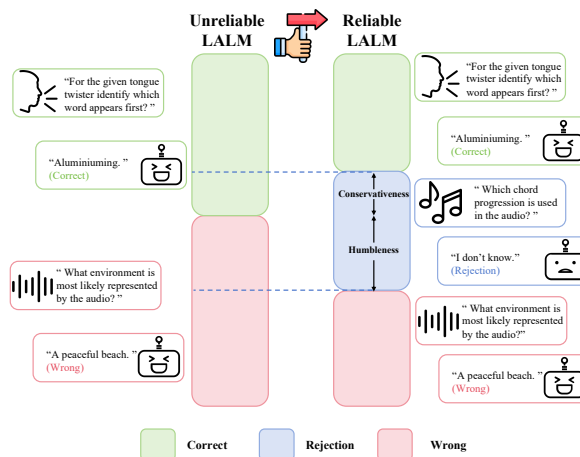 Unreliable
LALM
Reliable
LALM
“For the given tongue
twister identify which
word appears first? ”
“Aluminiuming. ”
(Correct)
“ What environment is
most likely represented
by the audio? ”
“A peaceful beach. ”
(Wrong)
Conservativeness
Humbleness
“For the given tongue
twister identify which
word appears first? ”
“Aluminiuming. ”
(Correct)
“ Which chord
progression is used
in the audio? ”
“I don’t know.”
(Rejection)
“ What environment is
most likely represented
by the audio?”
“A peaceful beach. ”
(Wrong)
Correct
Rejection
Wrong